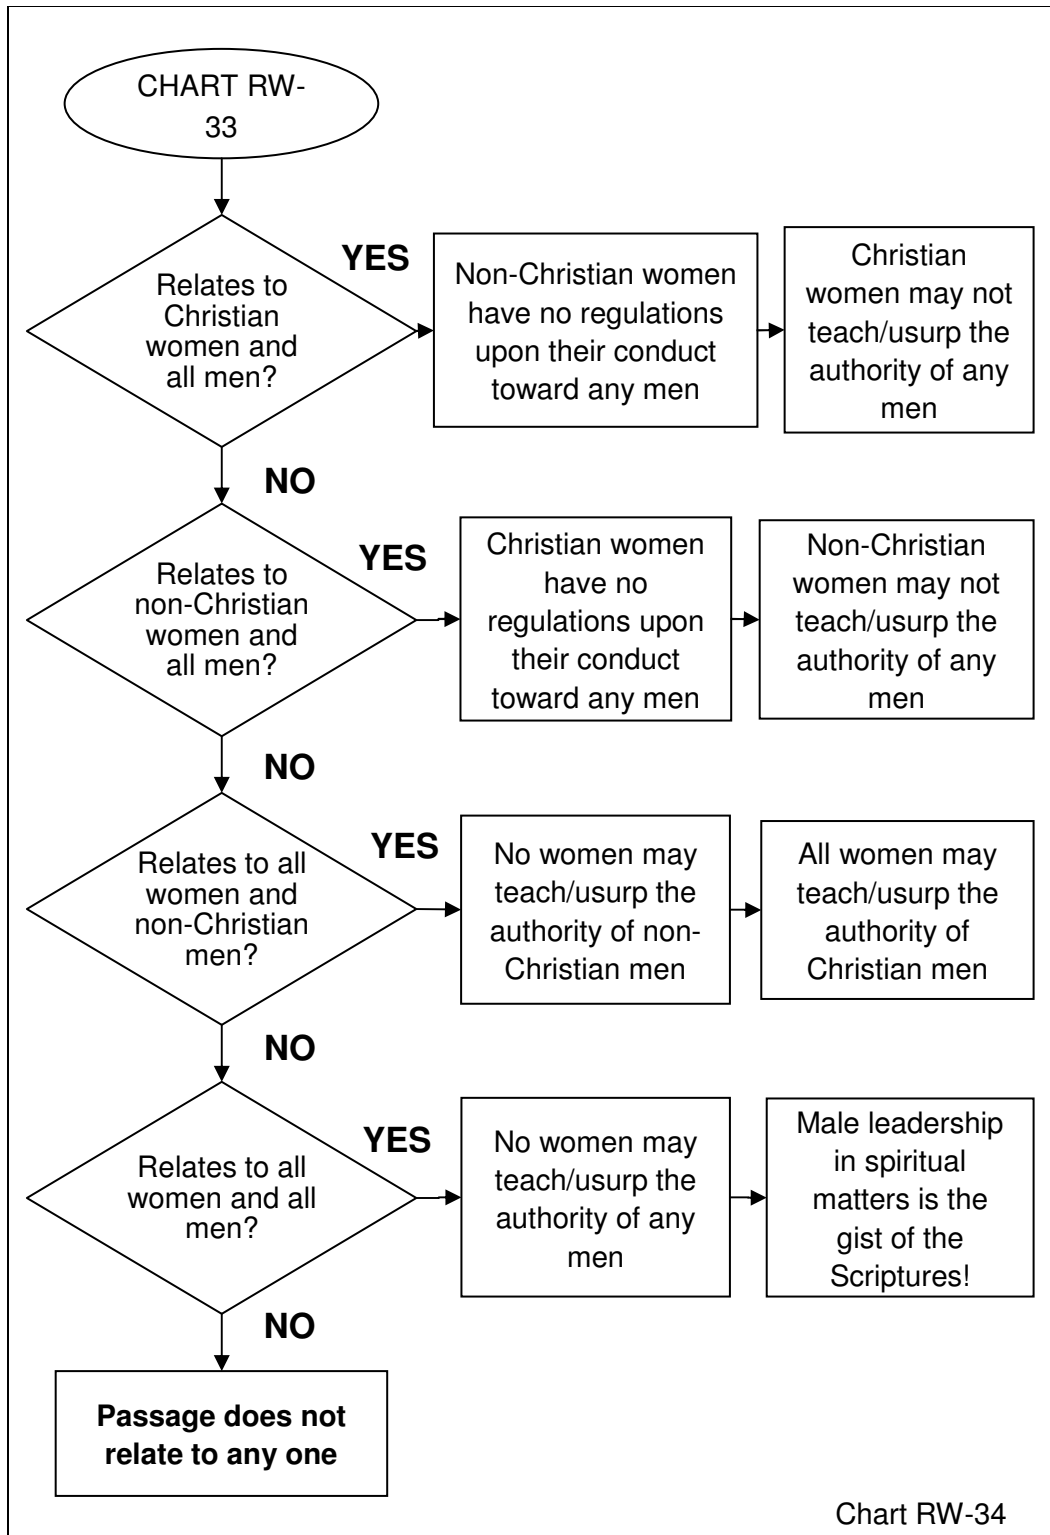 CHART RW-
33
Relates to
Christian
women and
all men?
YES
Non-Christian women
have no regulations
upon their conduct
toward any men
Christian
women may not
teach/usurp the
authority of any
men
NO
Relates to
non-Christian
women and
all men?
YES
Christian women
have no
regulations upon
their conduct
toward any men
Non-Christian
women may not
teach/usurp the
authority of any
men
NO
Relates to all
women and
non-Christian
men?
YES
No women may
teach/usurp the
authority of non-
Christian men
All women may
teach/usurp the
authority of
Christian men
NO
Relates to all
women and all
men?
YES
No women may
teach/usurp the
authority of any
men
Male leadership
in spiritual
matters is the
gist of the
Scriptures!
NO
Passage does not
relate to any one
Chart RW-34